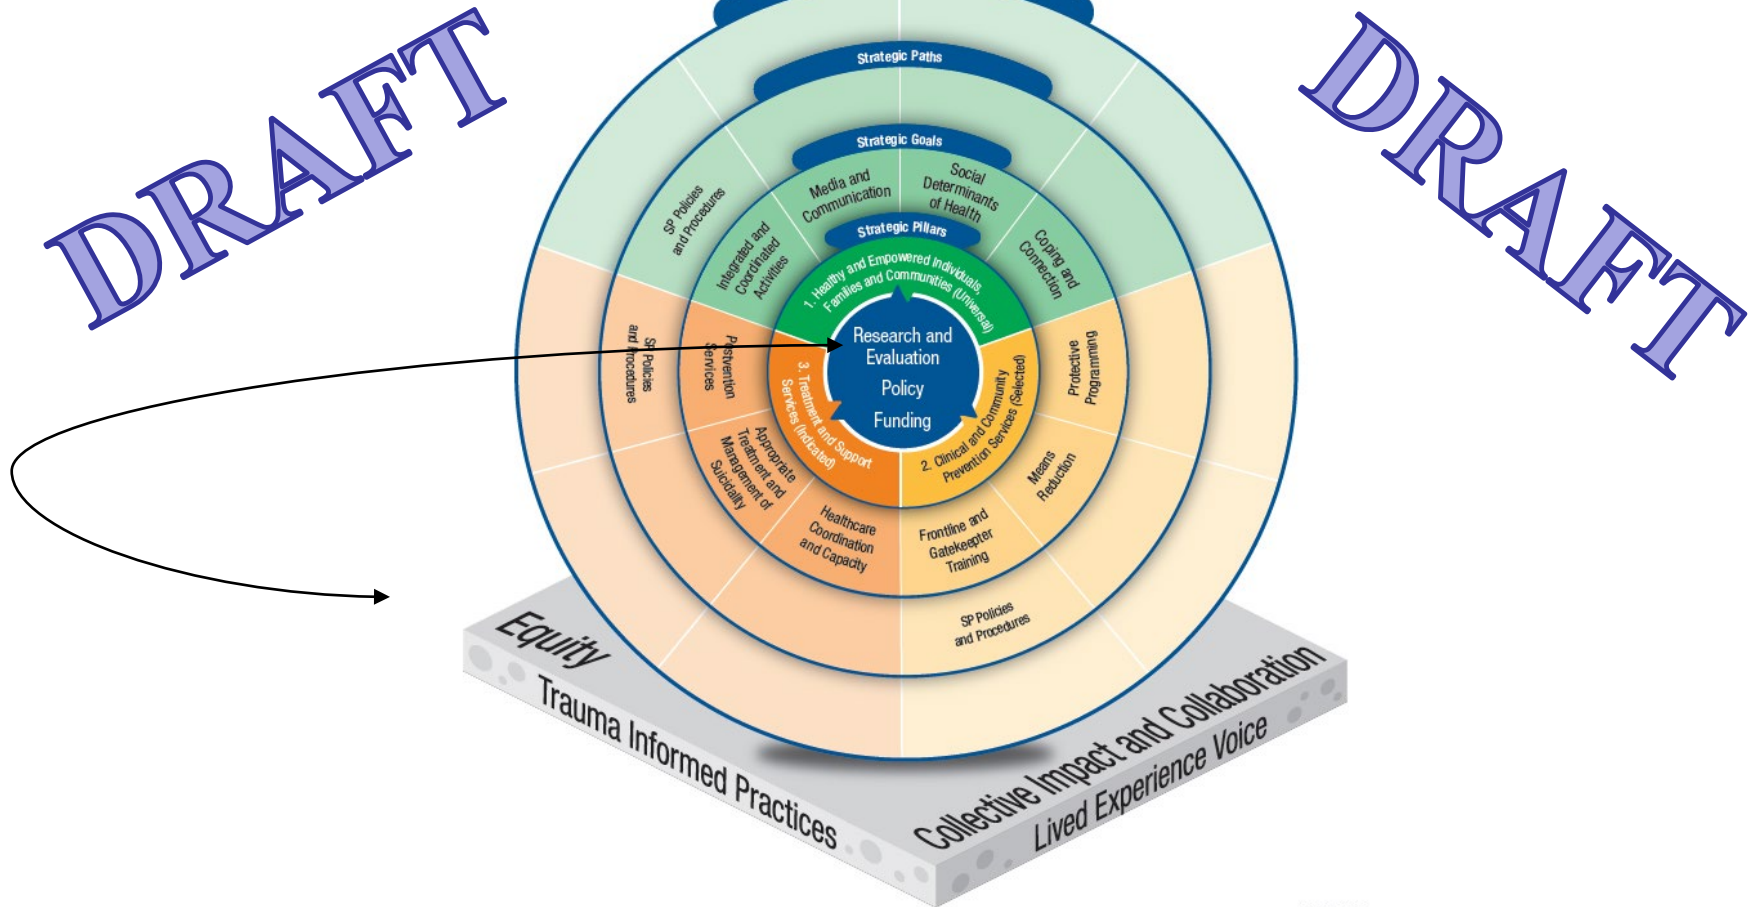 DRAFT
DRAFT
Strategic Paths
Strategic Goals
Media and
Communication
Social
Determinants
of Health
SP Policies
and Procedures
Integrated and
Coordinated
Activities
Strategic Pillars
Coping and
Connection
1. Healthy and Empowered Individuals,
Families and Communities (Universal)
Research and
Evaluation
Policy
Funding
SP Policies
and Procedures
Postvention
Services
3. Treatment and Support
Services (Indicated)
2. Clinical and Community
Prevention Services (Selected)
Protective
Programming
Appropriate
Treatment and
Management of
Suicidality
Means
Reduction
Healthcare
Coordination
and Capacity
Frontline and
Gatekeepter
Training
SP Policies
and Procedures
Equity
Trauma Informed Practices
Collective Impact and Collaboration
Lived Experience Voice